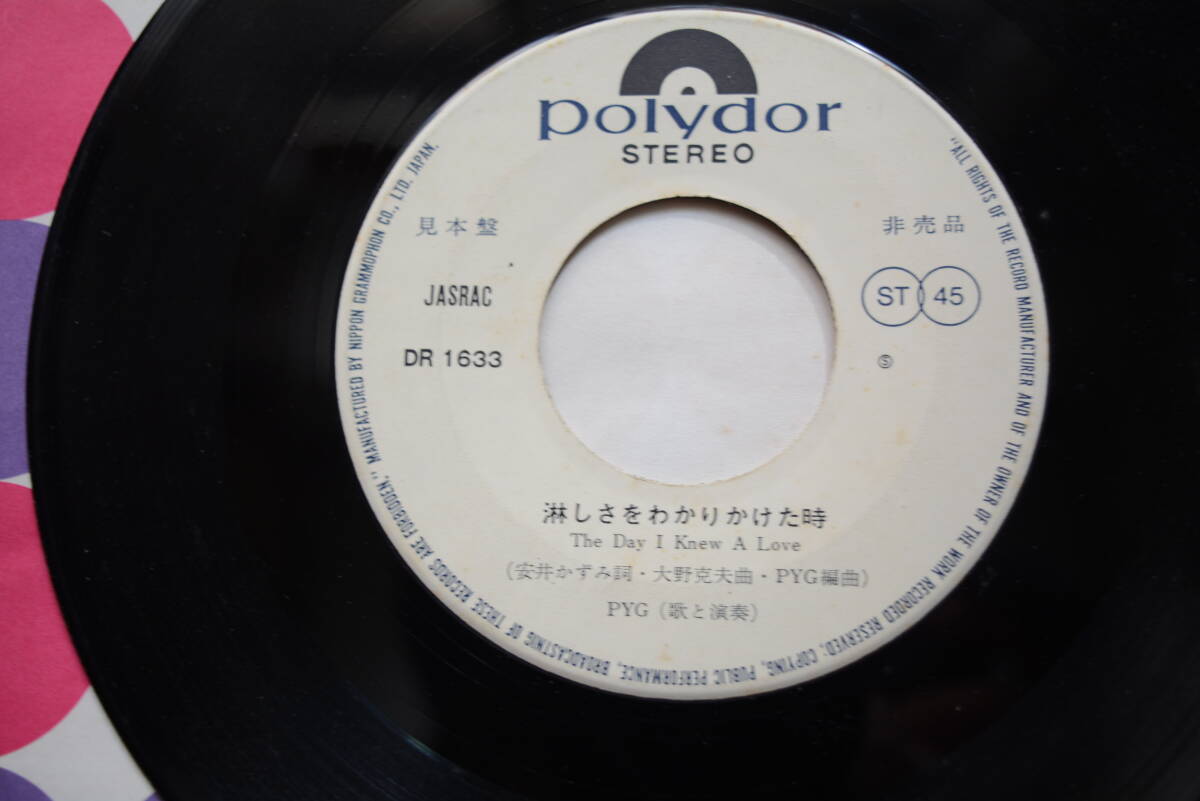 polydor
STEREO
見本盤
非売品
JASRAC
ST 45
DR 1633
Ⓢ
淋しさをわかりかけた時
The Day I Knew A Love
(安井かずみ詞・大野克夫曲・PYG編曲)
PYG (歌と演奏)
"ALL RIGHTS OF THE RECORD MANUFACTURER AND OF THE OWNER OF THE WORK RECORDED RESERVED; COPYING, PUBLIC PERFORMANCE, BROADCASTNIG OF THESE RECORDS ARE FORBIDDEN." MANUFACTURED BY NIPPON GRAMMOPHON CO., LTD. JAPAN.